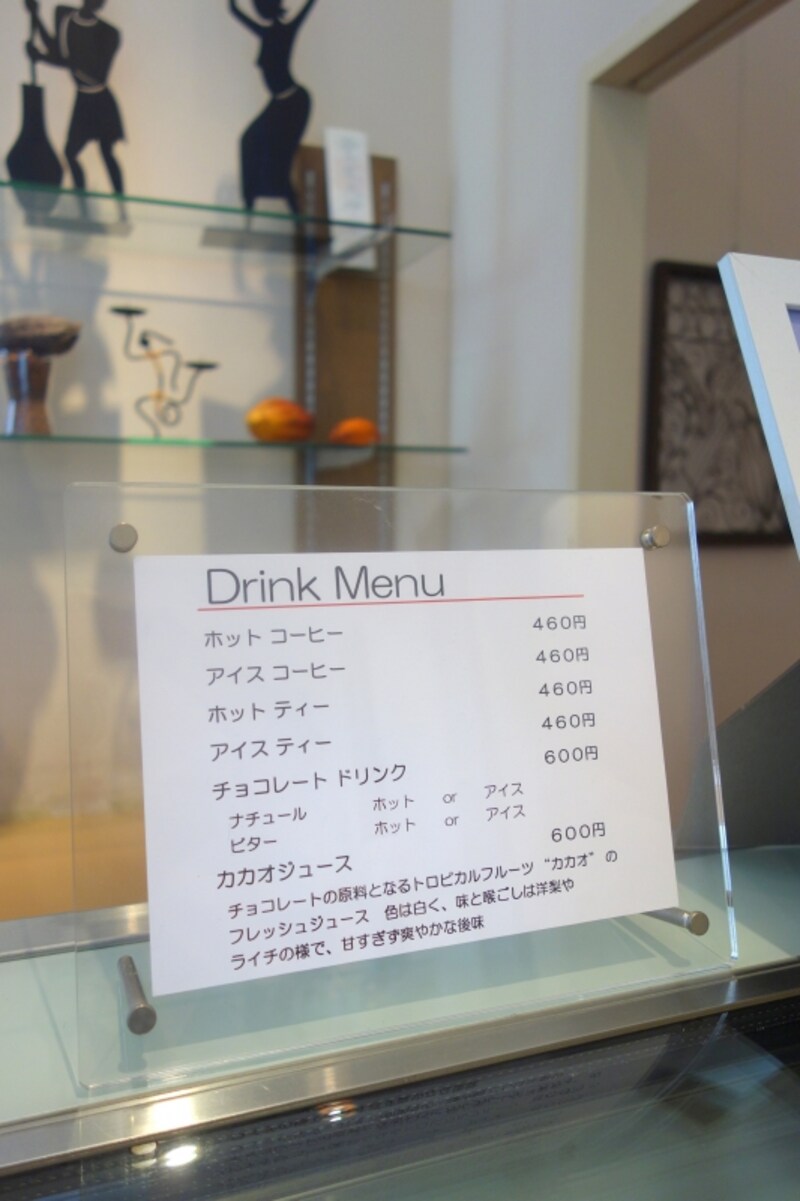 Drink Menu
ホット コーヒー 460円
アイス コーヒー 460円
ホット ティー 460円
アイス ティー 460円
チョコレート ドリンク 600円
ナチュール ホット or アイス
ビター ホット or アイス
カカオジュース 600円
チョコレートの原料となるトロピカルフルーツ “カカオ” の
フレッシュジュース 色は白く、味と喉ごしは洋梨や
ライチの様で、甘すぎず爽やかな後味